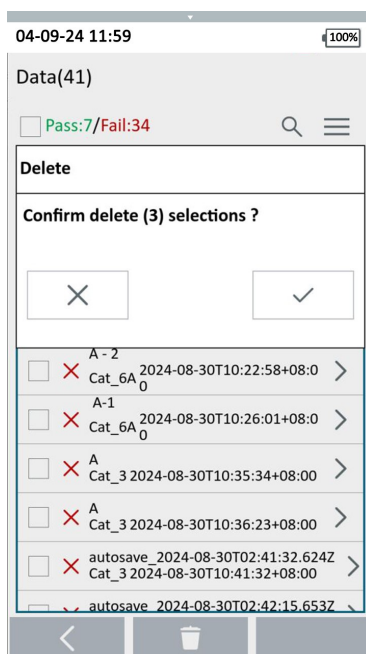 04-09-24 11:59
100%
Data(41)
Pass:7/Fail:34
Delete
Confirm delete (3) selections ?
A - 2
Cat_6A 2024-08-30T10:22:58+08:0
0
A-1
Cat_6A 2024-08-30T10:26:01+08:0
0
A
Cat_3 2024-08-30T10:35:34+08:00
A
Cat_3 2024-08-30T10:36:23+08:00
autosave_2024-08-30T02:41:32.624Z
Cat_3 2024-08-30T10:41:32+08:00
autosave_2024-08-30T02:42:15.653Z